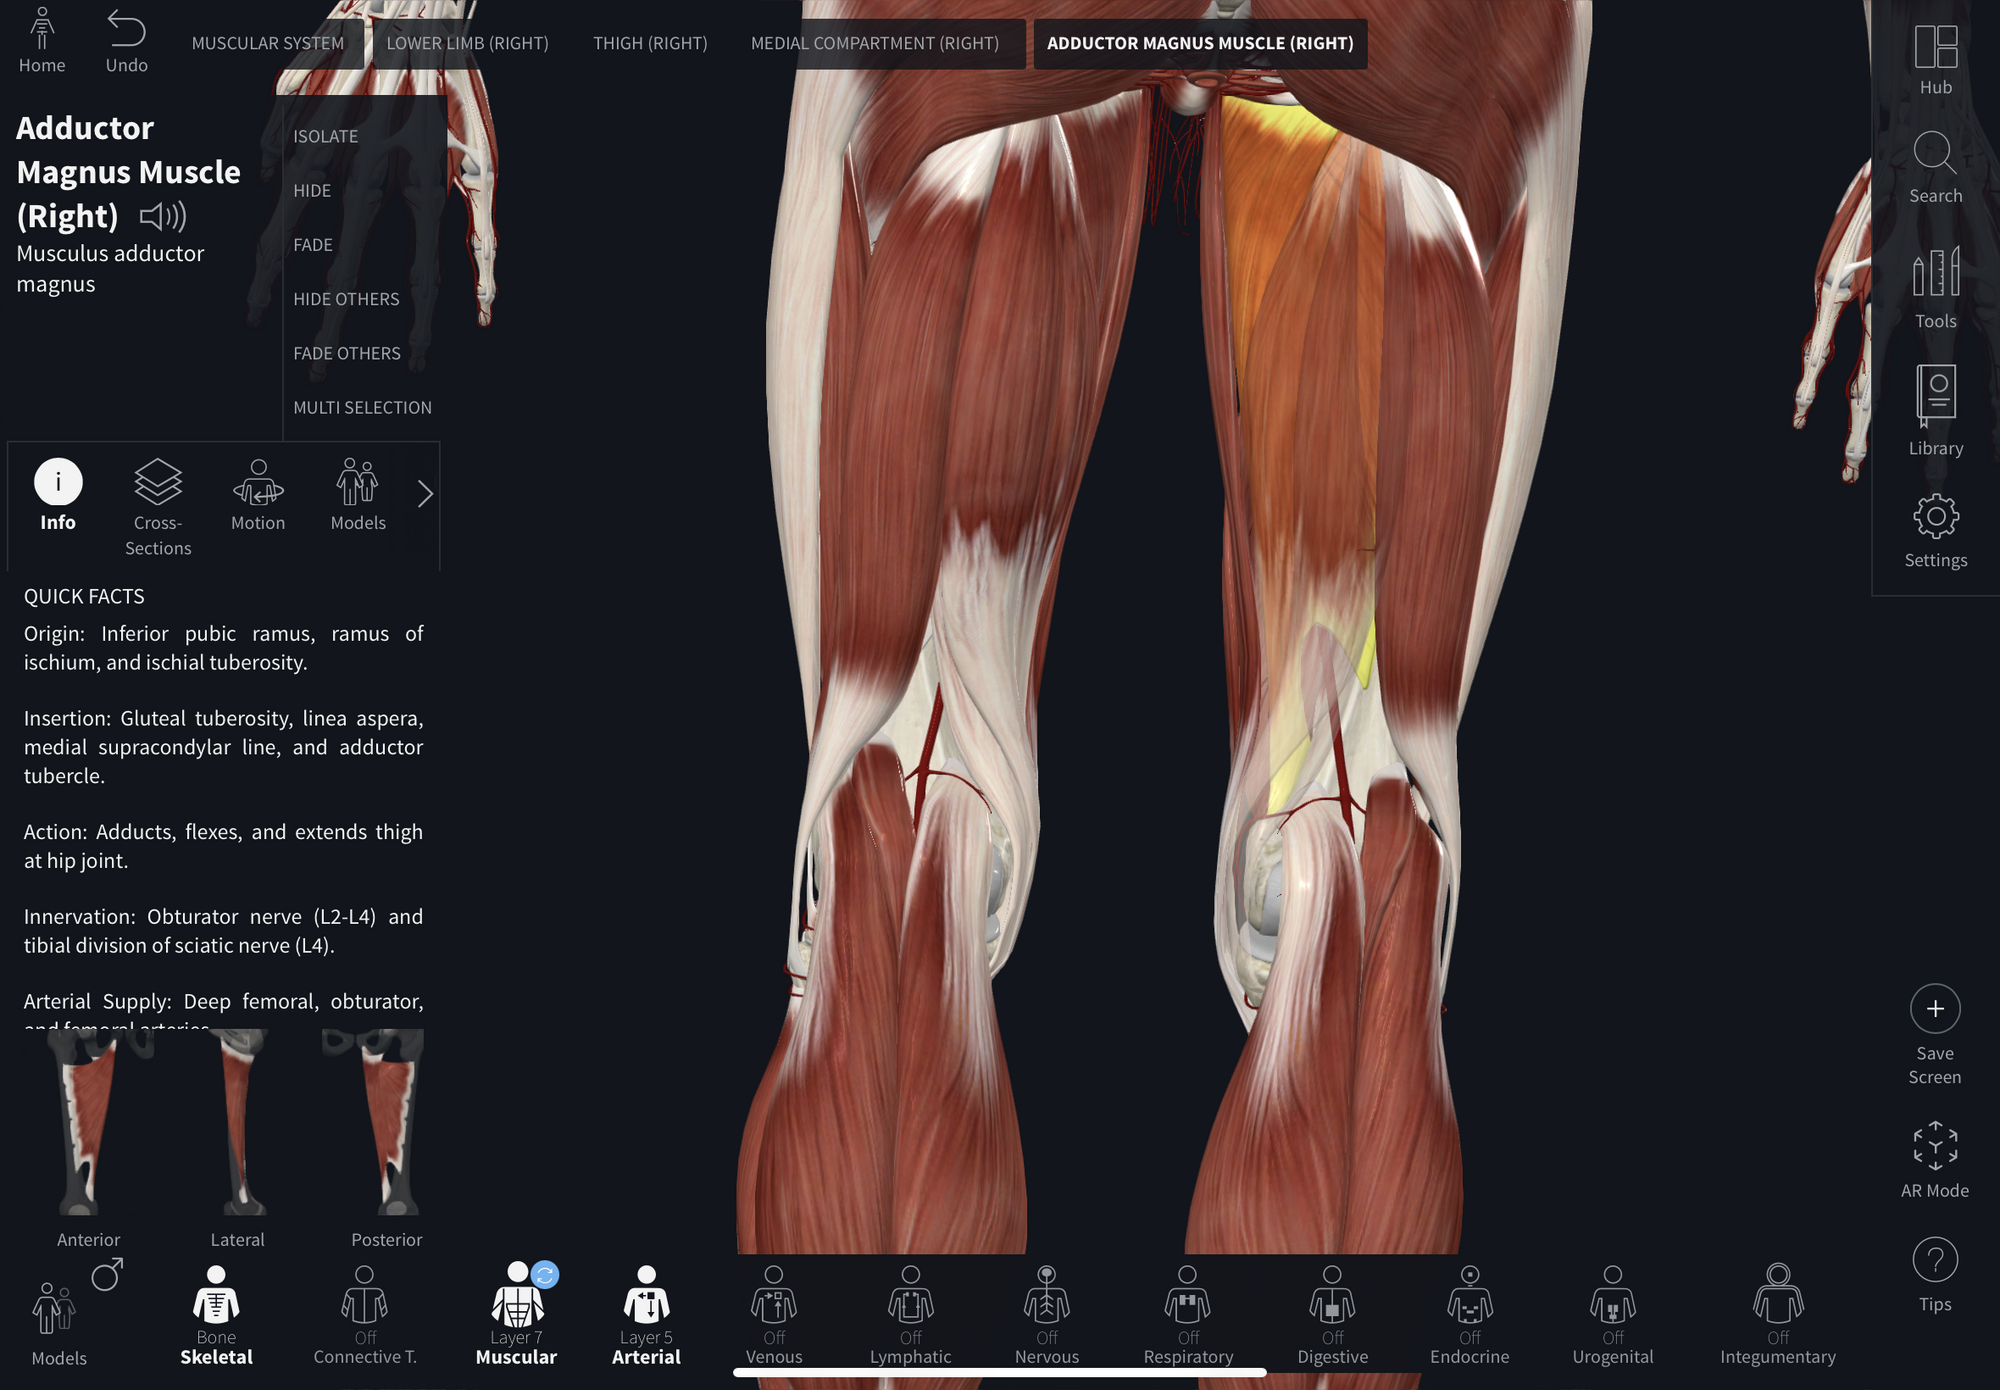 Home
Undo
MUSCULAR SYSTEM
LOWER LIMB (RIGHT)
THIGH (RIGHT)
MEDIAL COMPARTMENT (RIGHT)
ADDUCTOR MAGNUS MUSCLE (RIGHT)
Adductor
Magnus Muscle
(Right)
Musculus adductor
magnus
ISOLATE
HIDE
FADE
HIDE OTHERS
FADE OTHERS
MULTI SELECTION
i
Info
Cross-
Sections
Motion
Models
QUICK FACTS
Origin: Inferior pubic ramus, ramus of
ischium, and ischial tuberosity.
Insertion: Gluteal tuberosity, linea aspera,
medial supracondylar line, and adductor
tubercle.
Action: Adducts, flexes, and extends thigh
at hip joint.
Innervation: Obturator nerve (L2-L4) and
tibial division of sciatic nerve (L4).
Arterial Supply: Deep femoral, obturator,
and femoral arteries.
Anterior
Lateral
Posterior
Hub
Search
Tools
Library
Settings
Save
Screen
AR Mode
?
Tips
Models
Bone
Skeletal
Off
Connective T.
Layer 7
Muscular
Layer 5
Arterial
Off
Venous
Off
Lymphatic
Off
Nervous
Off
Respiratory
Off
Digestive
Off
Endocrine
Off
Urogenital
Off
Integumentary